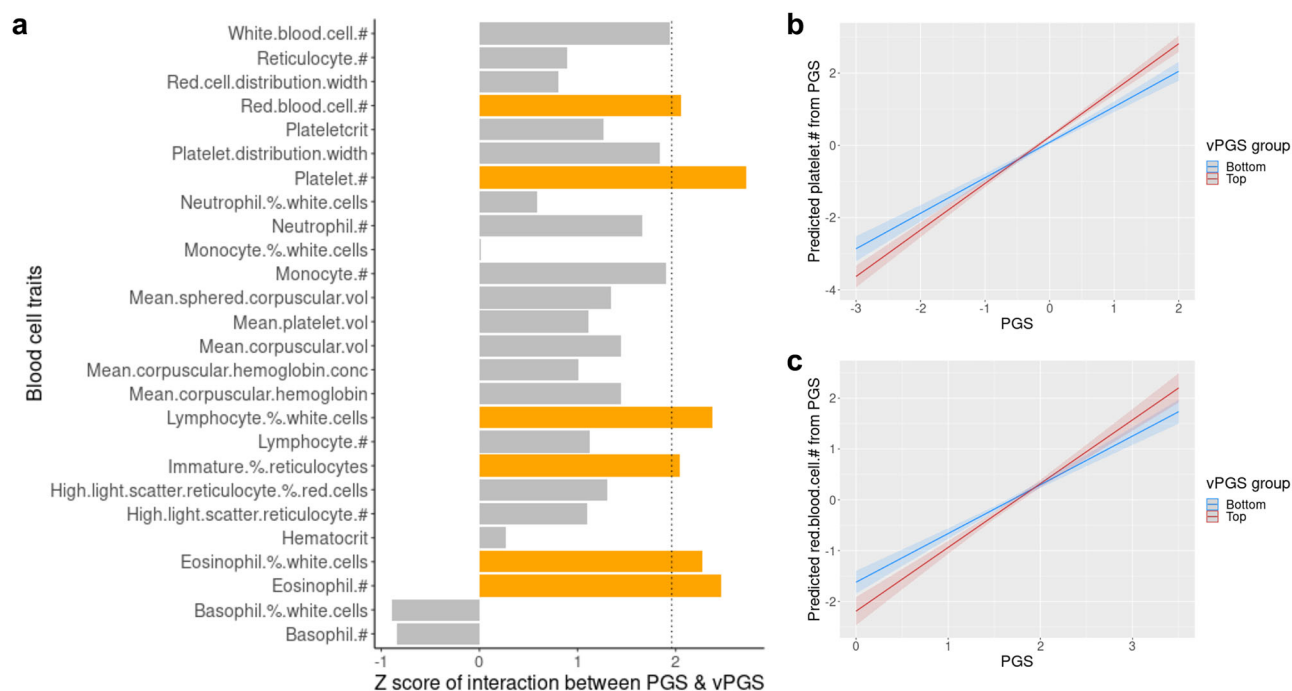 a
Blood cell traits
White.blood.cell.#
Reticulocyte.#
Red.cell.distribution.width
Red.blood.cell.#
Plateletcrit
Platelet.distribution.width
Platelet.#
Neutrophil.%.white.cells
Neutrophil.#
Monocyte.%.white.cells
Monocyte.#
Mean.sphered.corpuscular.vol
Mean.platelet.vol
Mean.corpuscular.vol
Mean.corpuscular.hemoglobin.conc
Mean.corpuscular.hemoglobin
Lymphocyte.%.white.cells
Lymphocyte.#
Immature.%.reticulocytes
High.light.scatter.reticulocyte.%.red.cells
High.light.scatter.reticulocyte.#
Hematocrit
Eosinophil.%.white.cells
Eosinophil.#
Basophil.%.white.cells
Basophil.#
-1 0 1 2
Z score of interaction between PGS & vPGS
b
Predicted platelet.# from PGS
2
0
-2
-4
-3 -2 -1 0 1 2
PGS
vPGS group
Bottom
Top
c
Predicted red.blood.cell.# from PGS
2
1
0
-1
-2
0 1 2 3
PGS
vPGS group
Bottom
Top